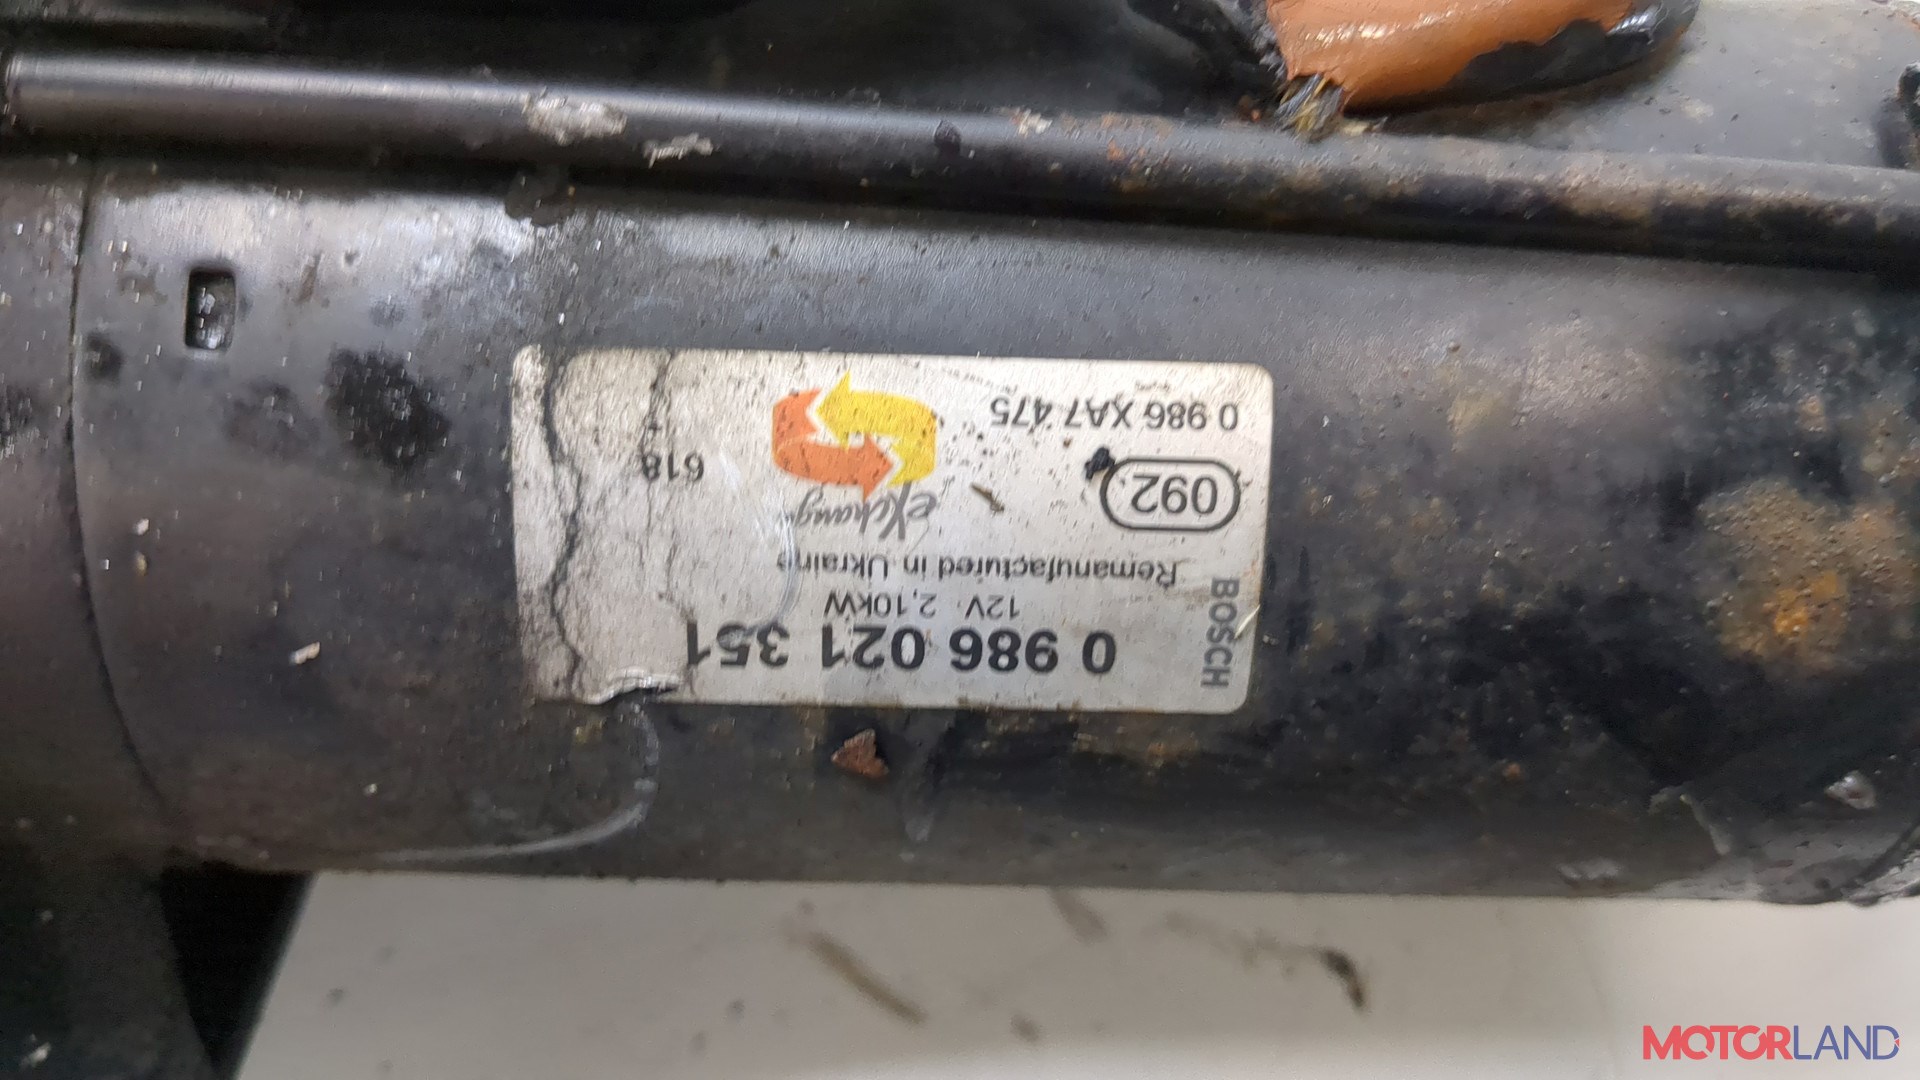 BOSCH
0 986 021 351
12V 2,10kW
Remanufactured in Ukraine
eXchange
092
618
0 986 XA7 475
MOTORLAND